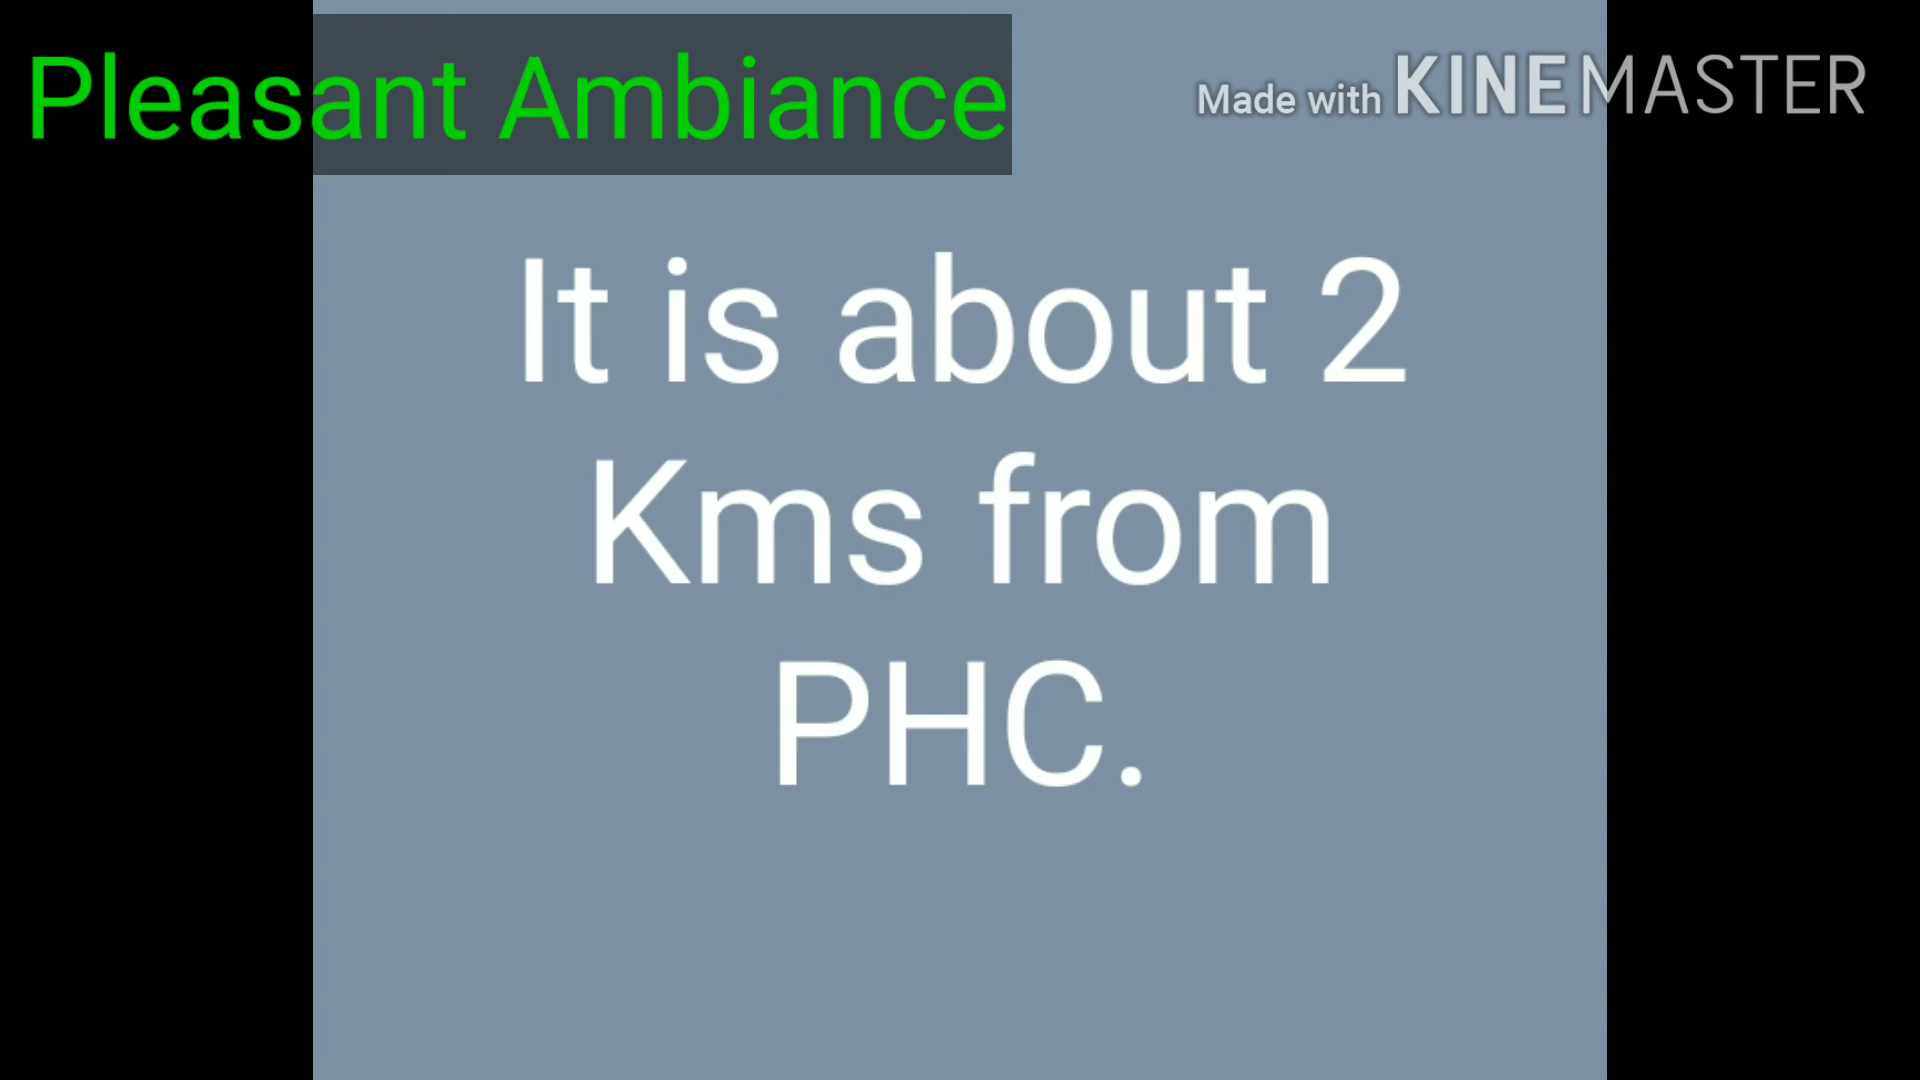 Pleasant Ambiance
Made with KINEMASTER
It is about 2
Kms from
PHC.